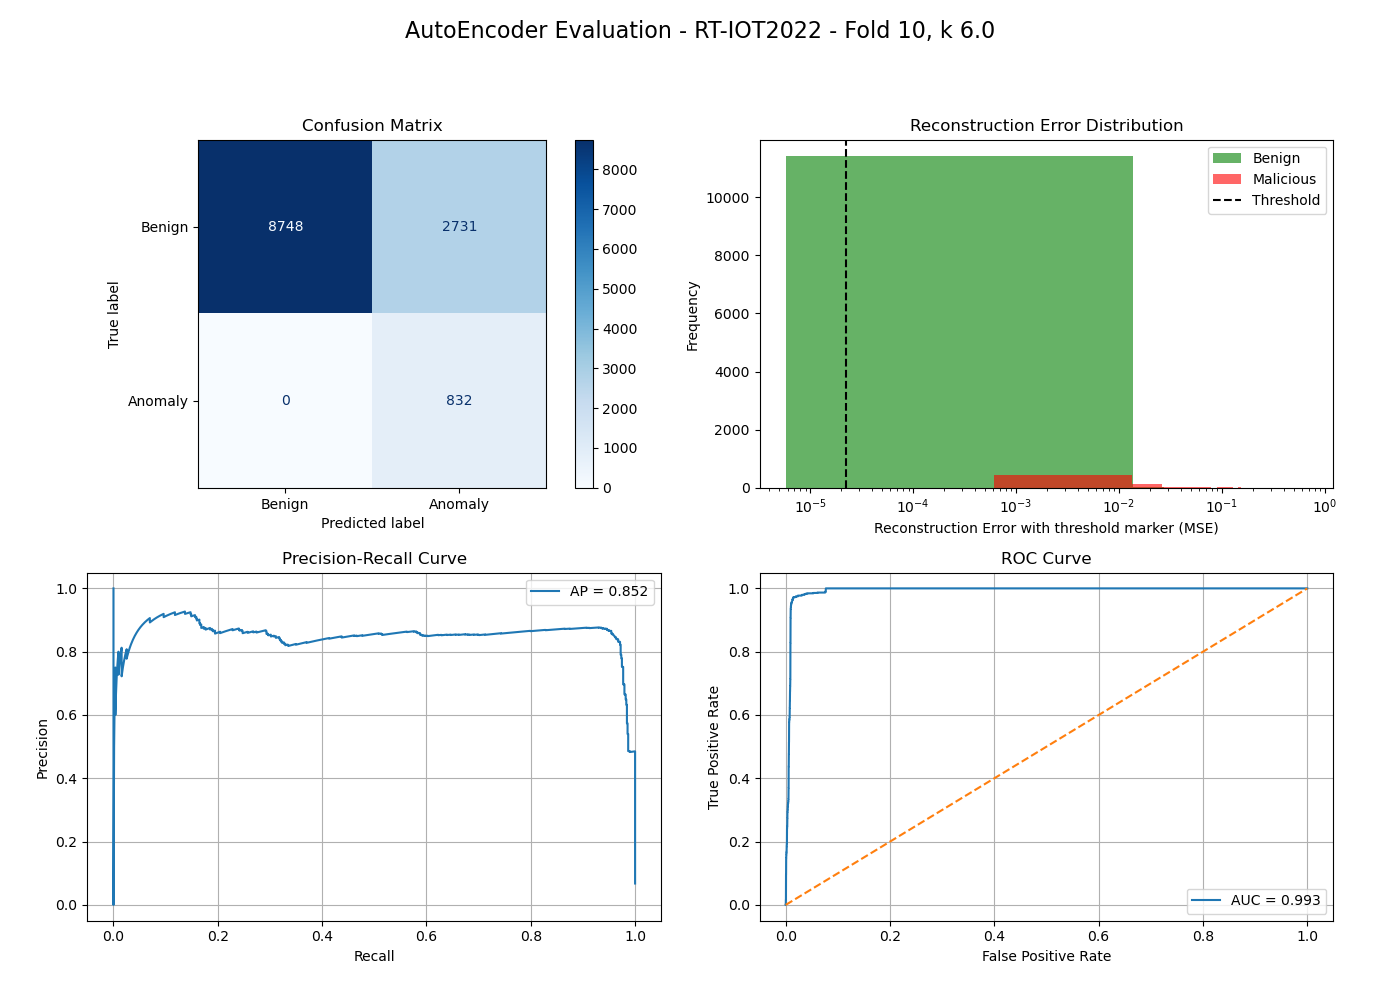 AutoEncoder Evaluation - RT-IOT2022 - Fold 10, k 6.0
Confusion Matrix
True label
Benign
Anomaly
8748
2731
0
832
Benign
Anomaly
Predicted label
8000
7000
6000
5000
4000
3000
2000
1000
0
Reconstruction Error Distribution
Benign
Malicious
Threshold
Frequency
10000
8000
6000
4000
2000
0
10⁻⁵
10⁻⁴
10⁻³
10⁻²
10⁻¹
10⁰
Reconstruction Error with threshold marker (MSE)
Precision-Recall Curve
AP = 0.852
Precision
1.0
0.8
0.6
0.4
0.2
0.0
0.0
0.2
0.4
0.6
0.8
1.0
Recall
ROC Curve
True Positive Rate
1.0
0.8
0.6
0.4
0.2
0.0
AUC = 0.993
0.0
0.2
0.4
0.6
0.8
1.0
False Positive Rate